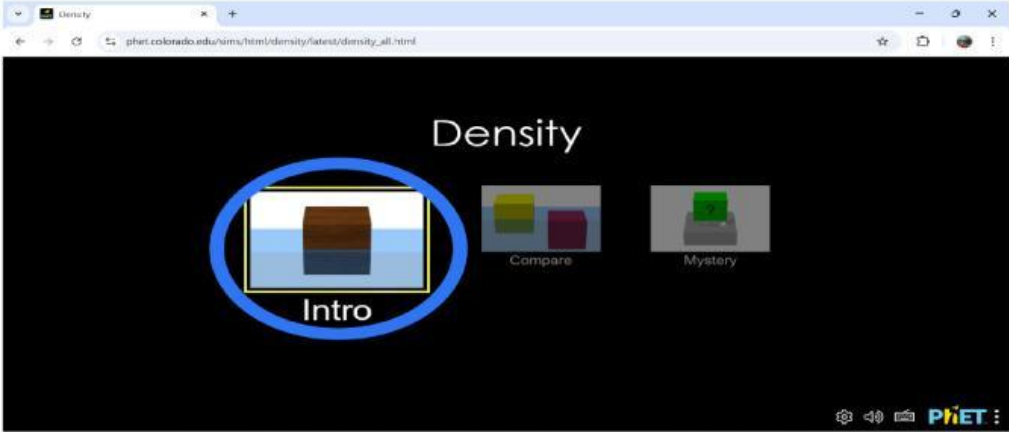 Density
phet.colorado.edu/sims/html/density/latest/density_all.html
Density
?
Intro
Compare
Mystery
PhET